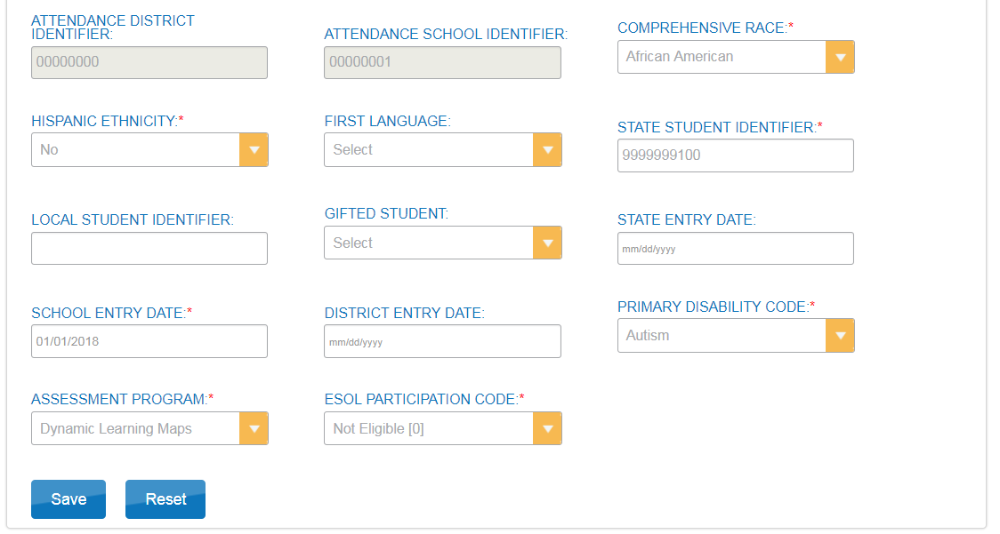 ATTENDANCE DISTRICT
IDENTIFIER:
00000000
ATTENDANCE SCHOOL IDENTIFIER:
00000001
COMPREHENSIVE RACE:*
African American
HISPANIC ETHNICITY:*
No
FIRST LANGUAGE:
Select
STATE STUDENT IDENTIFIER:*
9999999100
LOCAL STUDENT IDENTIFIER:
GIFTED STUDENT:
Select
STATE ENTRY DATE:
mm/dd/yyyy
SCHOOL ENTRY DATE:*
01/01/2018
DISTRICT ENTRY DATE:
mm/dd/yyyy
PRIMARY DISABILITY CODE:*
Autism
ASSESSMENT PROGRAM:*
Dynamic Learning Maps
ESOL PARTICIPATION CODE:*
Not Eligible [0]
Save
Reset